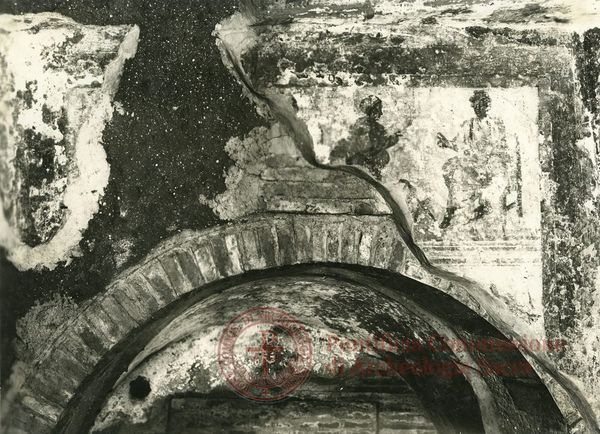 Pontificia Commissione
di Archeologia Sacra